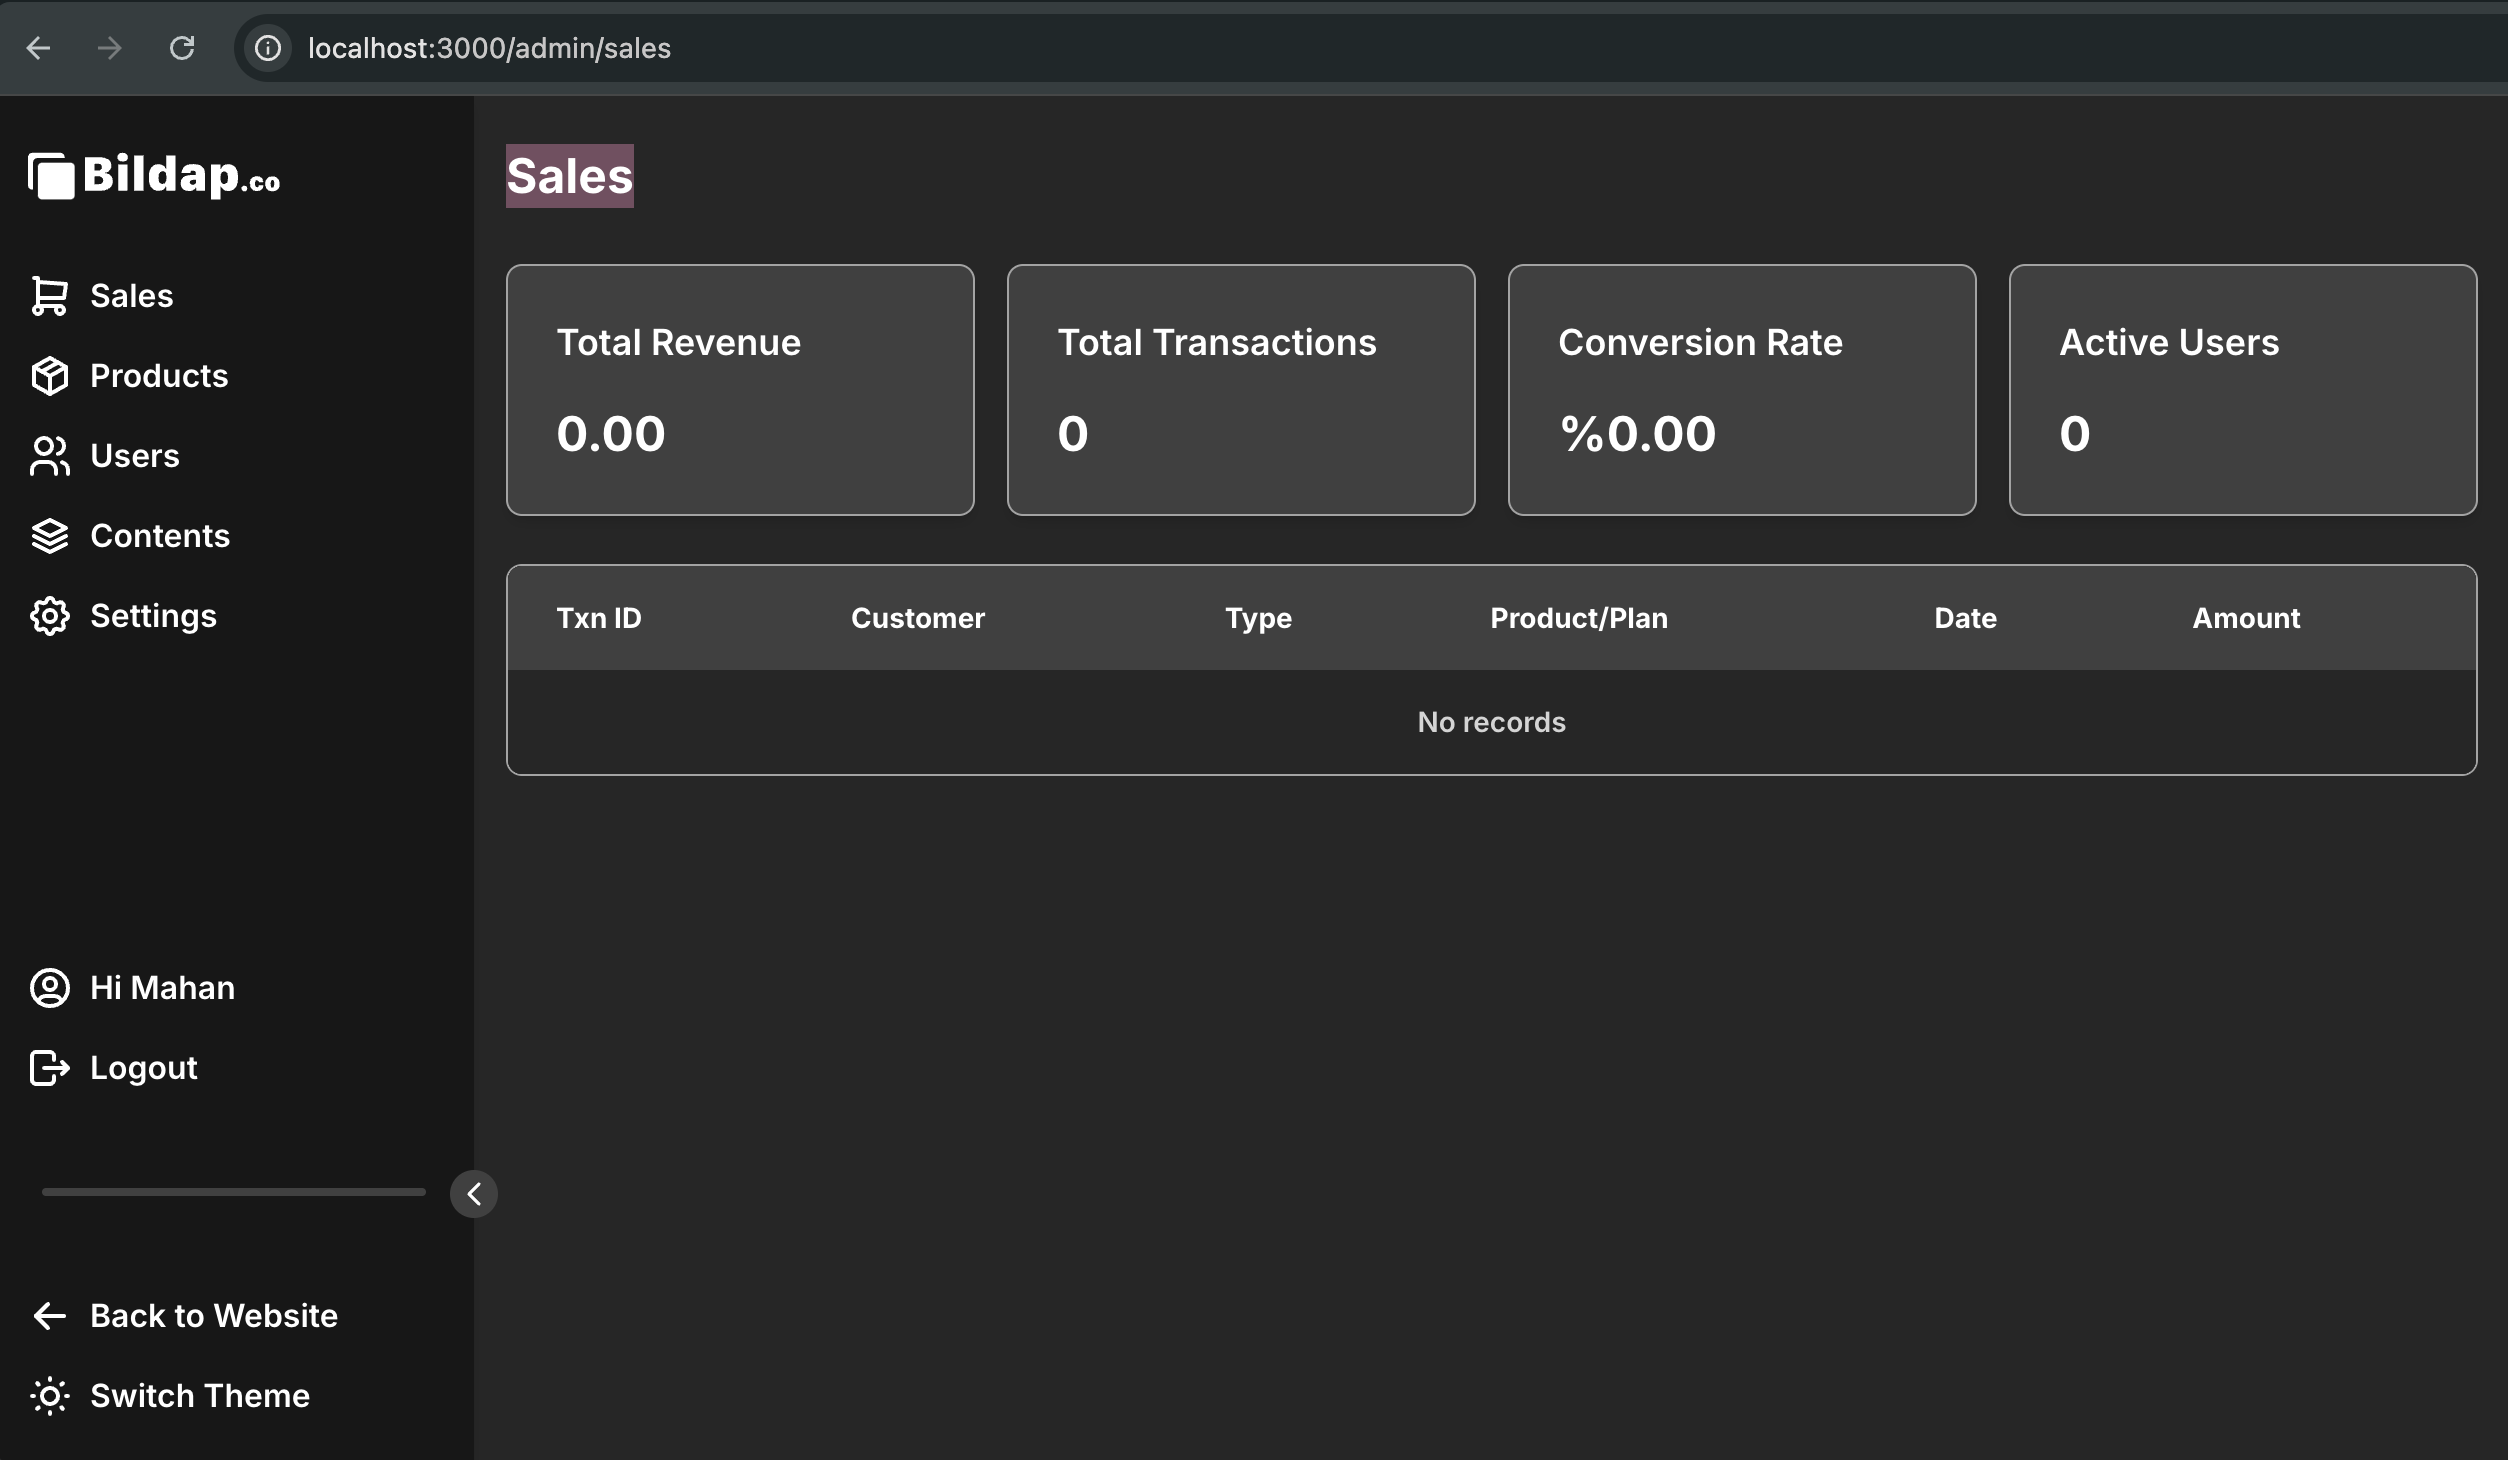 localhost:3000/admin/sales
Bildap.co
Sales
Products
Users
Contents
Settings
Hi Mahan
Logout
Back to Website
Switch Theme
Sales
Total Revenue
0.00
Total Transactions
0
Conversion Rate
%0.00
Active Users
0
Txn ID Customer Type Product/Plan Date Amount
No records